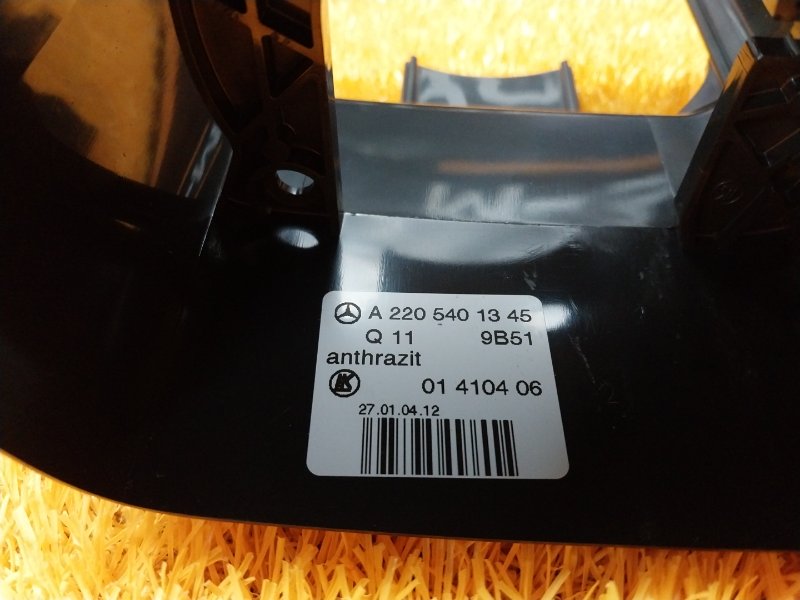 A 220 540 13 45
Q 11 9B51
anthrazit
01 4104 06
27.01.04.12